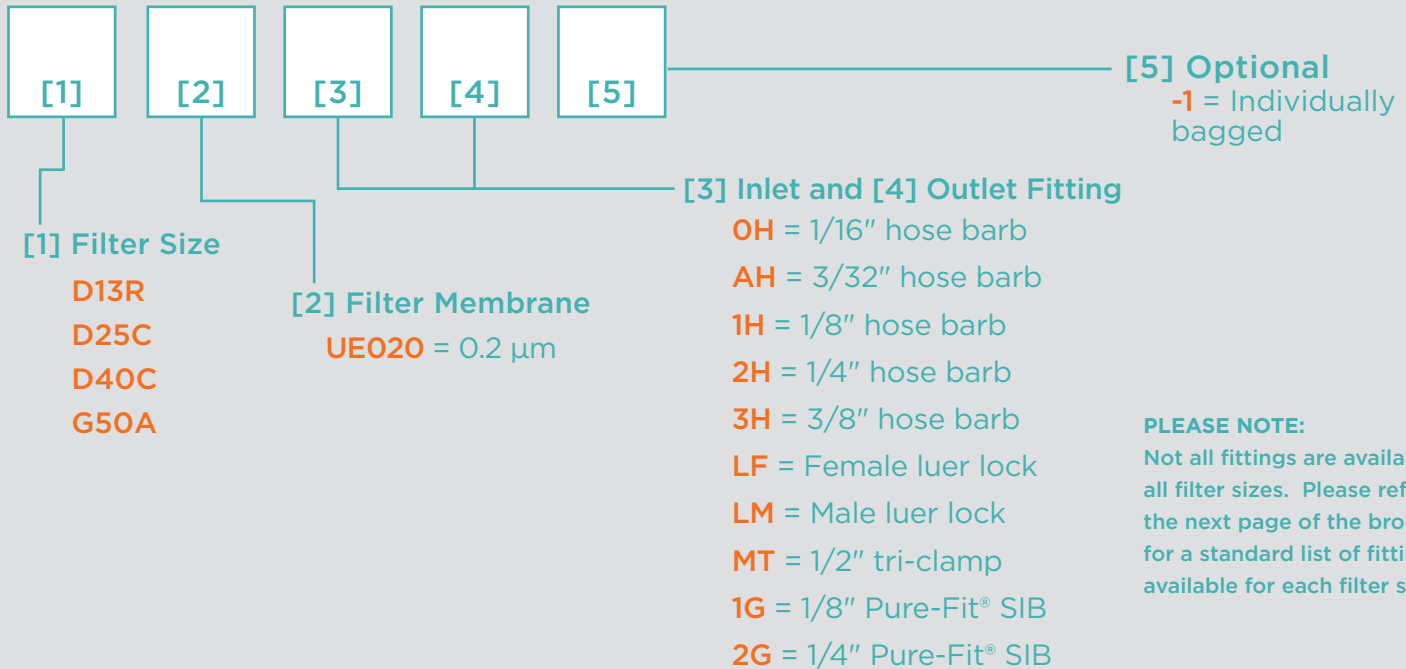 [1] [2] [3] [4] [5]
[5] Optional
-1 = Individually
bagged
[3] Inlet and [4] Outlet Fitting
0H = 1/16" hose barb
AH = 3/32" hose barb
1H = 1/8" hose barb
2H = 1/4" hose barb
3H = 3/8" hose barb
LF = Female luer lock
LM = Male luer lock
MT = 1/2" tri-clamp
1G = 1/8" Pure-Fit® SIB
2G = 1/4" Pure-Fit® SIB
[1] Filter Size
D13R
D25C
D40C
G50A
[2] Filter Membrane
UE020 = 0.2 µm
PLEASE NOTE:
Not all fittings are
all filter sizes. Please
the next page of the
for a standard list of
available for each filter